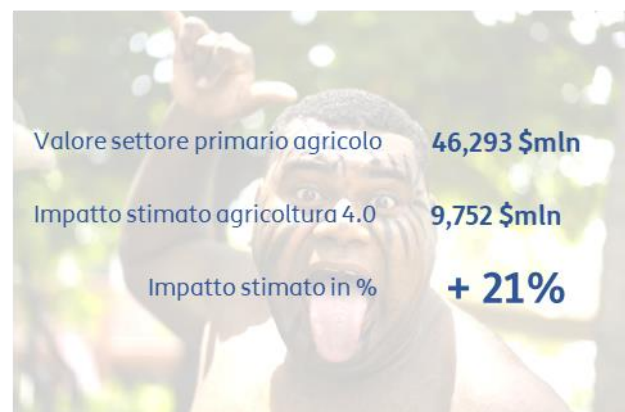 Valore settore primario agricolo 46,293 $mln
Impatto stimato agricoltura 4.0 9,752 $mln
Impatto stimato in % + 21%